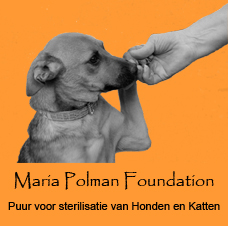 Maria Polman Foundation
Puur voor sterilisatie van Honden en Katten